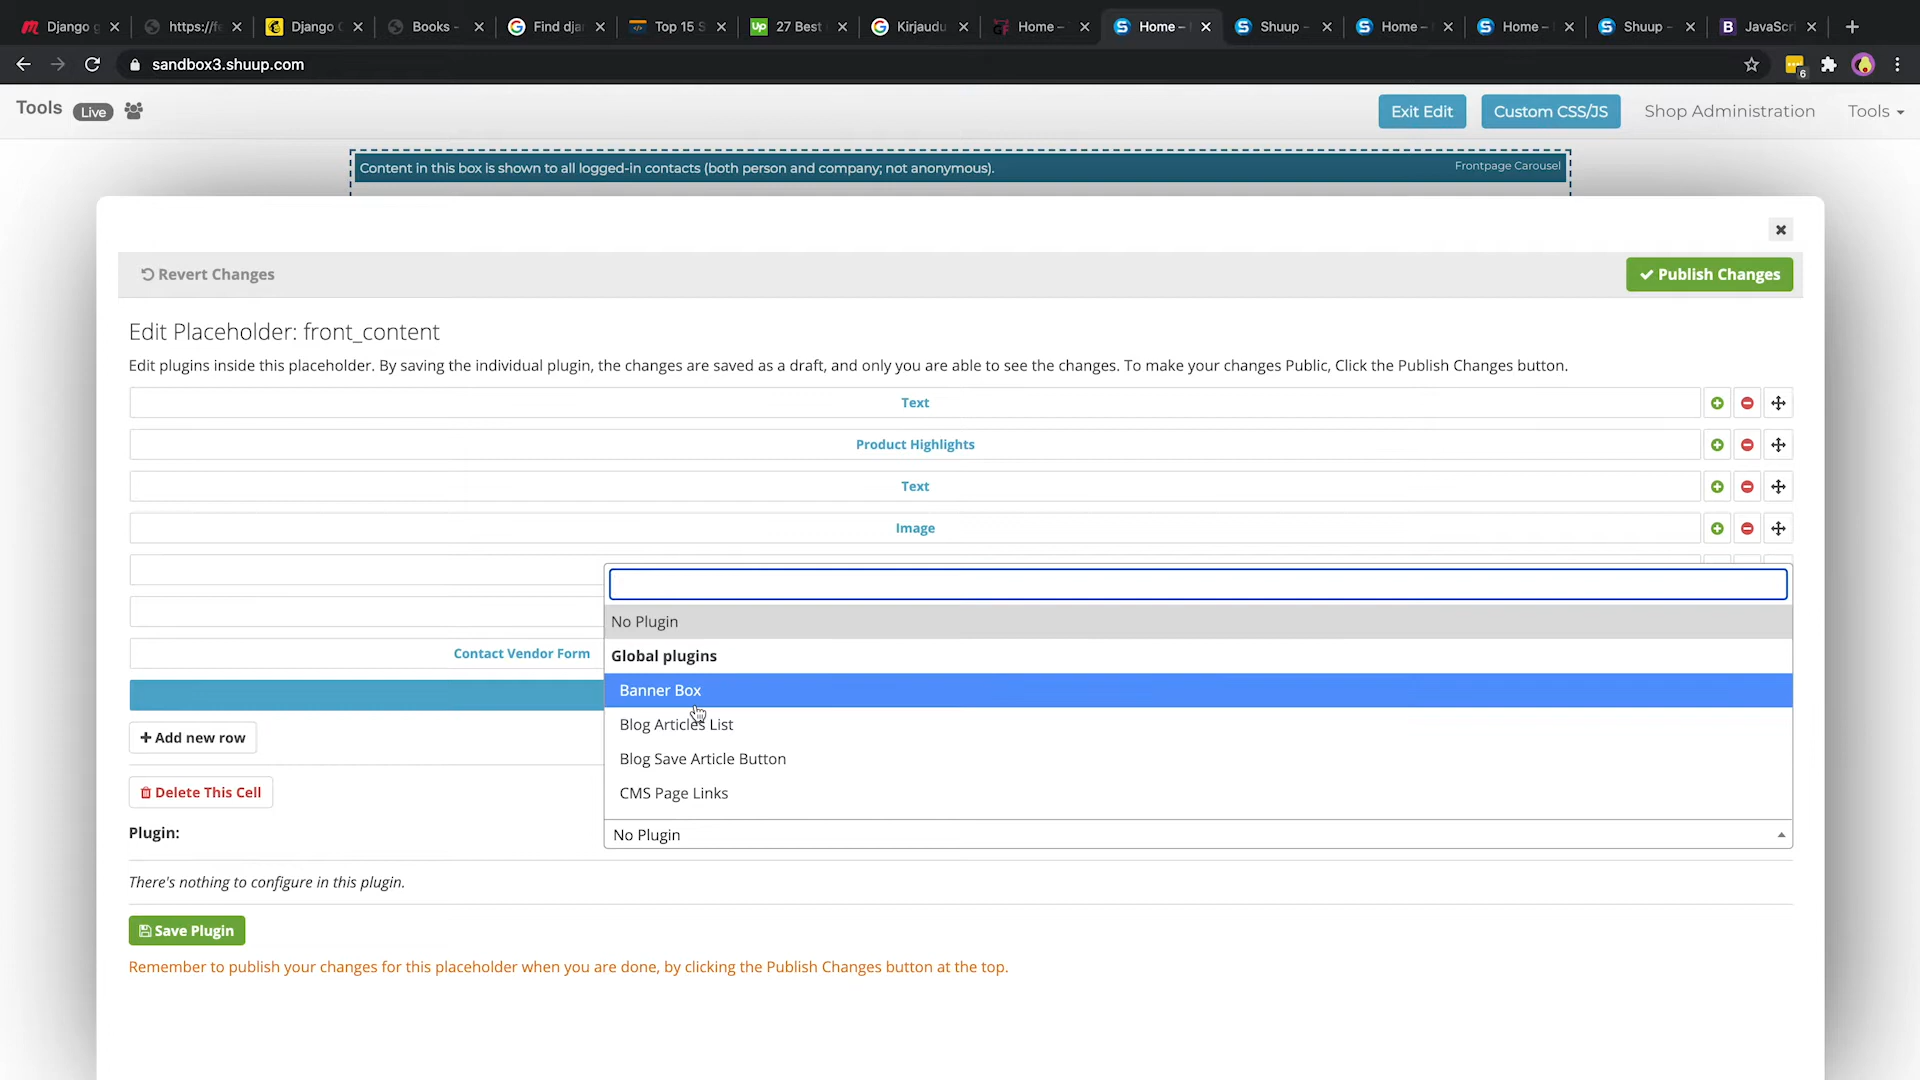 Django g
https://fe
Django C
Books -
Find djar
Top 15 S
27 Best
Kirjaudu
Home –
Home –
Shuup -
Home –
Home –
Shuup -
JavaScri
sandbox3.shuup.com
6
Tools Live
Exit Edit
Custom CSS/JS
Shop Administration
Tools
Content in this box is shown to all logged-in contacts (both person and company; not anonymous).
Frontpage Carousel
Revert Changes
Publish Changes
Edit Placeholder: front_content
Edit plugins inside this placeholder. By saving the individual plugin, the changes are saved as a draft, and only you are able to see the changes. To make your changes Public, Click the Publish Changes button.
Text
Product Highlights
Text
Image
No Plugin
Contact Vendor Form
Global plugins
Banner Box
Blog Articles List
+ Add new row
Blog Save Article Button
Delete This Cell
CMS Page Links
Plugin:
No Plugin
There's nothing to configure in this plugin.
Save Plugin
Remember to publish your changes for this placeholder when you are done, by clicking the Publish Changes button at the top.